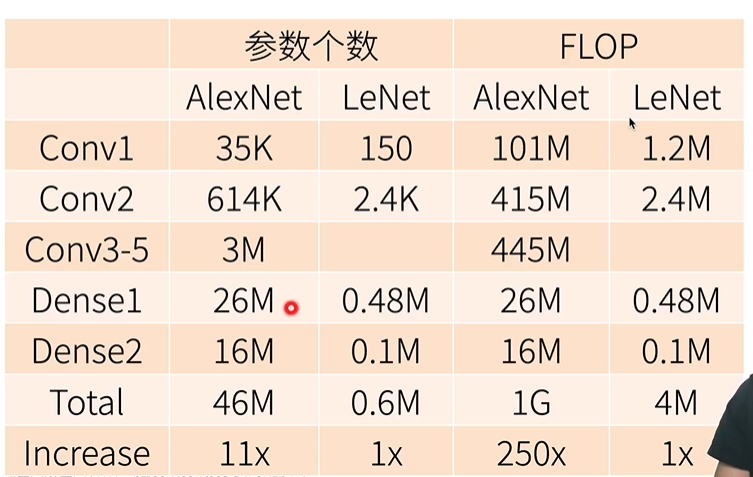 参数个数 FLOP
AlexNet LeNet AlexNet LeNet
Conv1 35K 150 101M 1.2M
Conv2 614K 2.4K 415M 2.4M
Conv3-5 3M 445M
Dense1 26M 0.48M 26M 0.48M
Dense2 16M 0.1M 16M 0.1M
Total 46M 0.6M 1G 4M
Increase 11x 1x 250x 1x